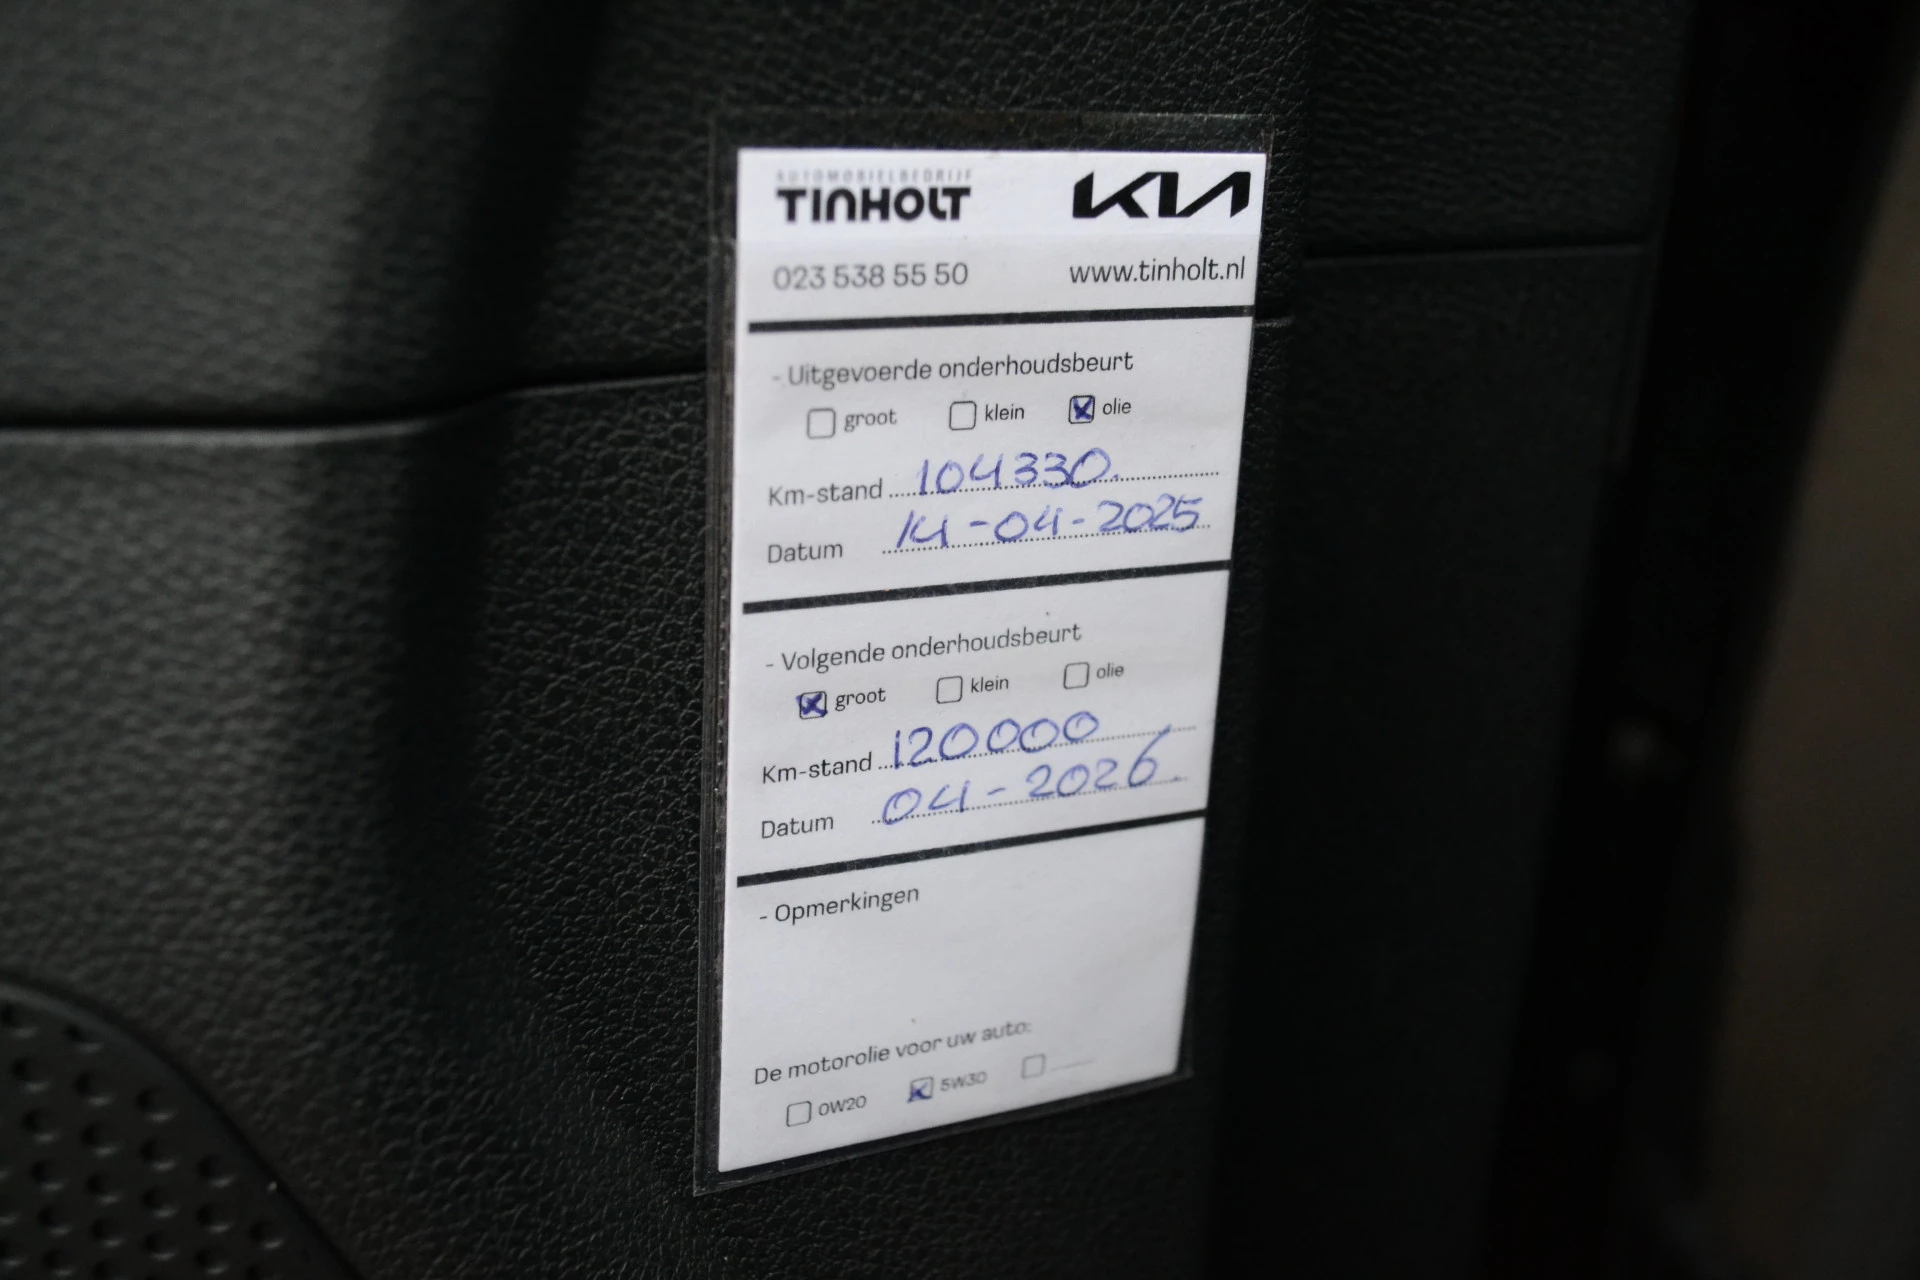 AUTOMOBIELBEDRIJF
TINHOLT KIA
023 538 55 50 www.tinholt.nl
- Uitgevoerde onderhoudsbeurt
groot klein olie
Km-stand 104330.
Datum 14-04-2025
- Volgende onderhoudsbeurt
groot klein olie
Km-stand 120000
Datum 04-2026
- Opmerkingen
De motorolie voor uw auto:
0W20 5W30